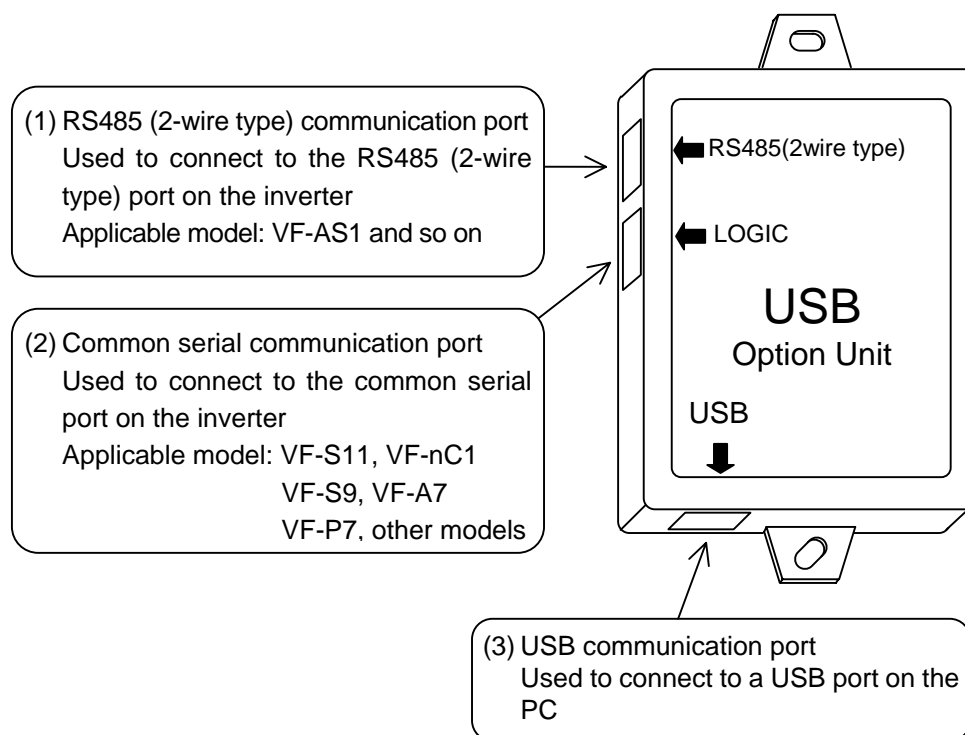 (1) RS485 (2-wire type) communication port
Used to connect to the RS485 (2-wire
type) port on the inverter
Applicable model: VF-AS1 and so on
(2) Common serial communication port
Used to connect to the common serial
port on the inverter
Applicable model: VF-S11, VF-nC1
VF-S9, VF-A7
VF-P7, other models
RS485(2wire type)
LOGIC
USB
Option Unit
USB
(3) USB communication port
Used to connect to a USB port on the
PC